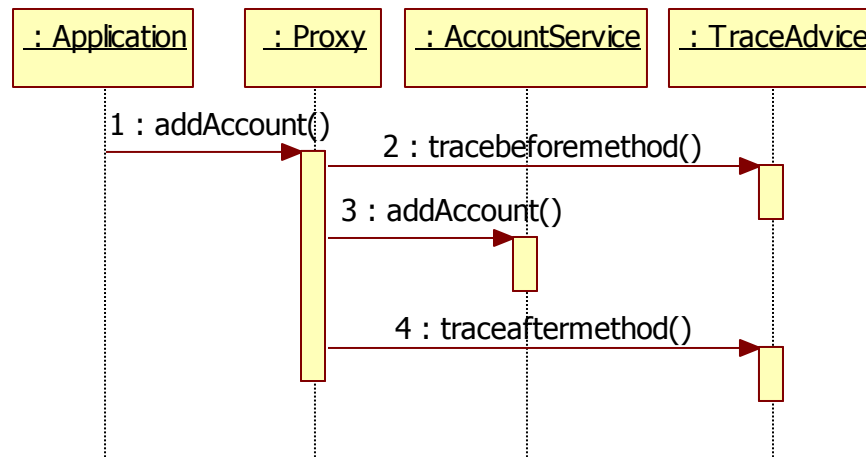 : Application : Proxy : AccountService : TraceAdvice
1 : addAccount()
2 : tracebeforemethod()
3 : addAccount()
4 : traceaftermethod()